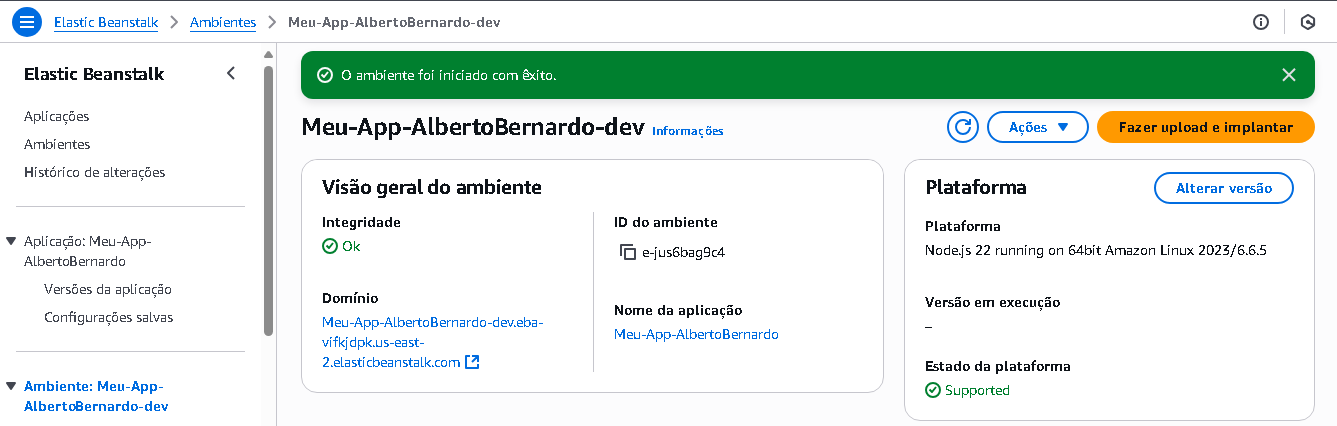 Elastic Beanstalk > Ambientes > Meu-App-AlbertoBernardo-dev
Elastic Beanstalk
Aplicações
Ambientes
Histórico de alterações
Aplicação: Meu-App-
AlbertoBernardo
Versões da aplicação
Configurações salvas
Ambiente: Meu-App-
AlbertoBernardo-dev
O ambiente foi iniciado com êxito.
Meu-App-AlbertoBernardo-dev Informações
Ações
Fazer upload e implantar
Visão geral do ambiente
Integridade
Ok
Domínio
Meu-App-AlbertoBernardo-dev.eba-
vifkjdpk.us-east-
2.elasticbeanstalk.com
ID do ambiente
e-jus6bag9c4
Nome da aplicação
Meu-App-AlbertoBernardo
Plataforma
Alterar versão
Plataforma
Node.js 22 running on 64bit Amazon Linux 2023/6.6.5
Versão em execução
–
Estado da plataforma
Supported